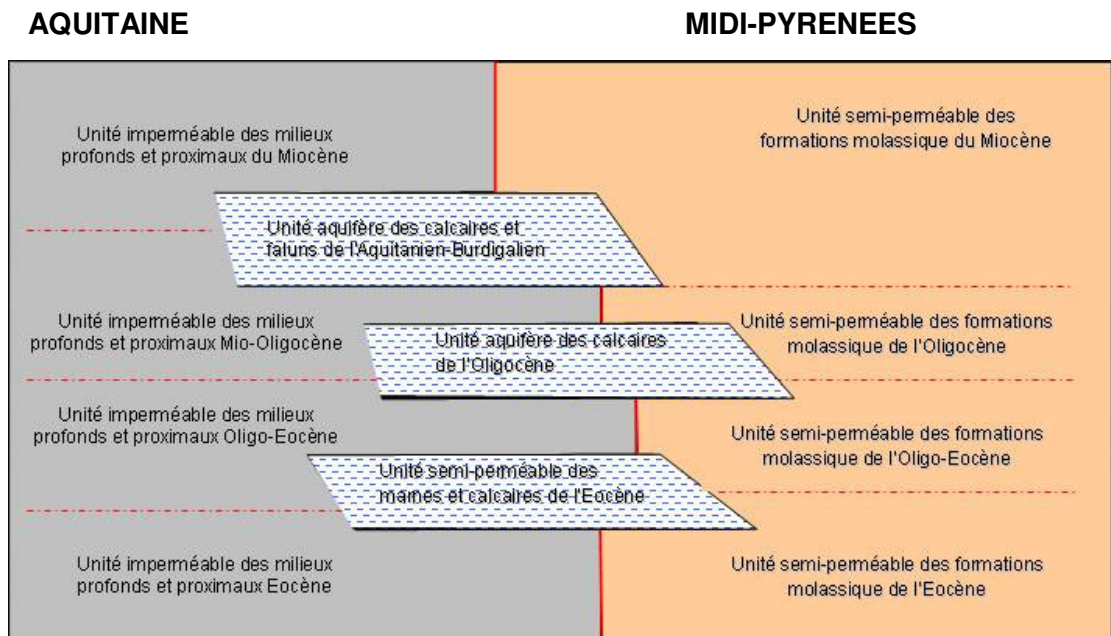 AQUITAINE
MIDI-PYRENEES
Unité imperméable des milieux
profonds et proximaux du Miocène
Unité semi-perméable des
formations molassique du Miocène
Unité aquifère des calcaires et
faluns de l'Aquitanien-Burdigalien
Unité imperméable des milieux
profonds et proximaux Mio-Oligocène
Unité aquifère des calcaires
de l'Oligocène
Unité semi-perméable des formations
molassique de l'Oligocène
Unité imperméable des milieux
profonds et proximaux Oligo-Eocène
Unité semi-perméable des formations
molassique de l'Oligo-Eocène
Unité semi-perméable des
marnes et calcaires de l'Eocène
Unité imperméable des milieux
profonds et proximaux Eocène
Unité semi-perméable des formations
molassique de l'Eocène